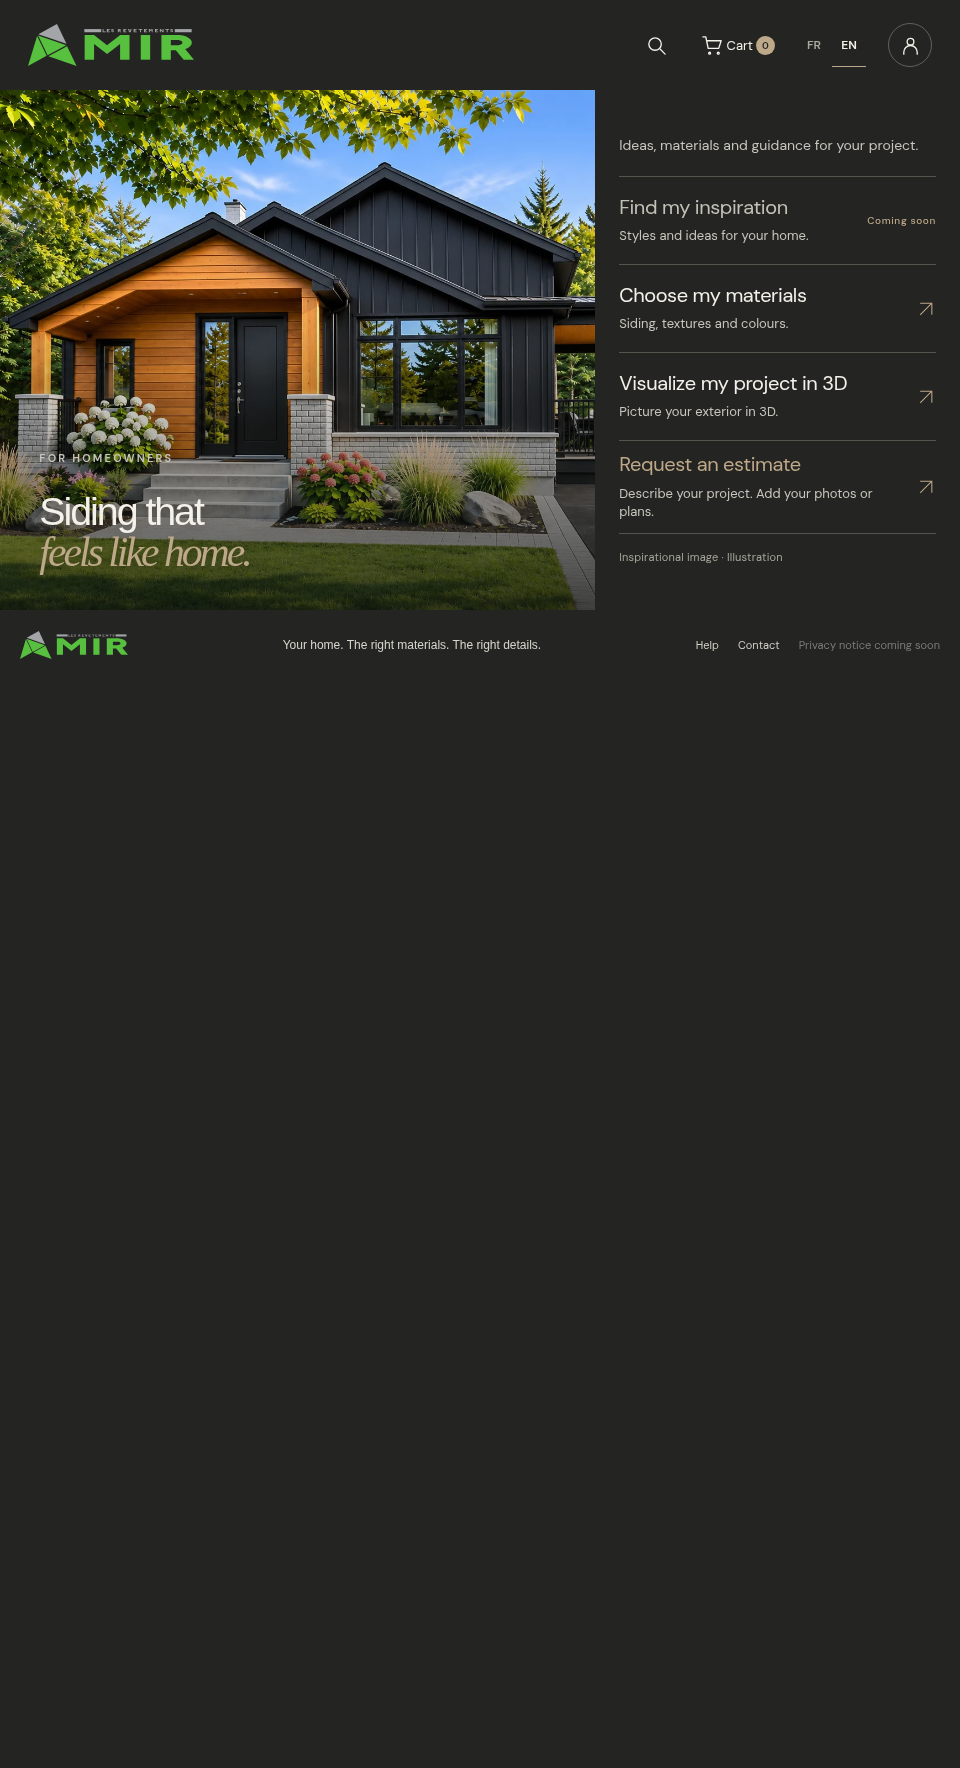 LES REVÊTEMENTS
MIR
Cart 0
FR EN
Ideas, materials and guidance for your project.
Find my inspiration
Styles and ideas for your home.
Coming soon
Choose my materials
Siding, textures and colours.
Visualize my project in 3D
Picture your exterior in 3D.
Request an estimate
Describe your project. Add your photos or
plans.
Inspirational image · Illustration
FOR HOMEOWNERS
Siding that
feels like home.
LES REVÊTEMENTS
MIR
Your home. The right materials. The right details.
Help Contact Privacy notice coming soon